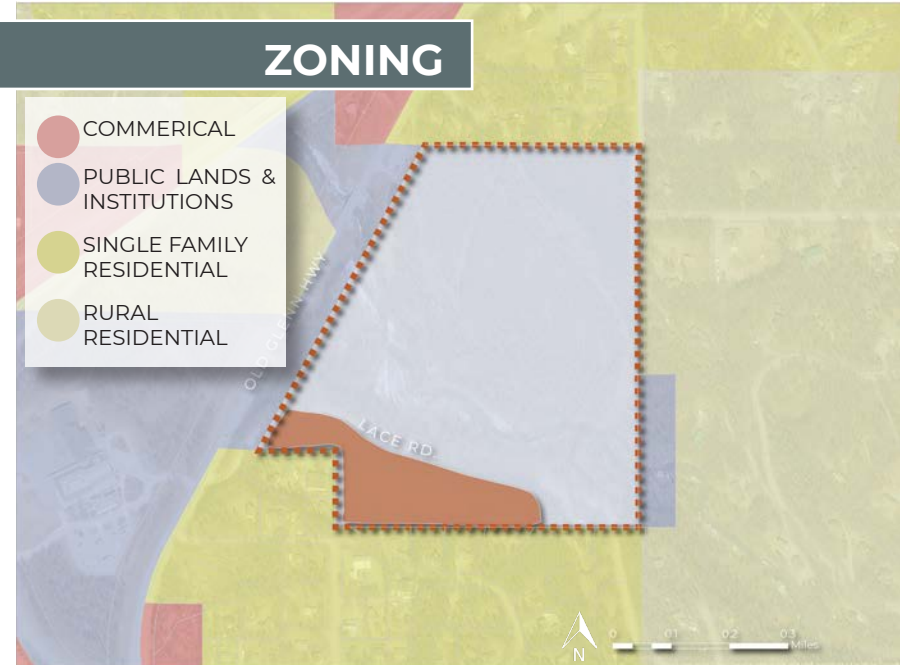 ZONING
COMMERICAL
PUBLIC LANDS &
INSTITUTIONS
SINGLE FAMILY
RESIDENTIAL
RURAL
RESIDENTIAL
OLD GLENN HWY
LACE RD.
N
0 0.1 0.2 0.3
Miles